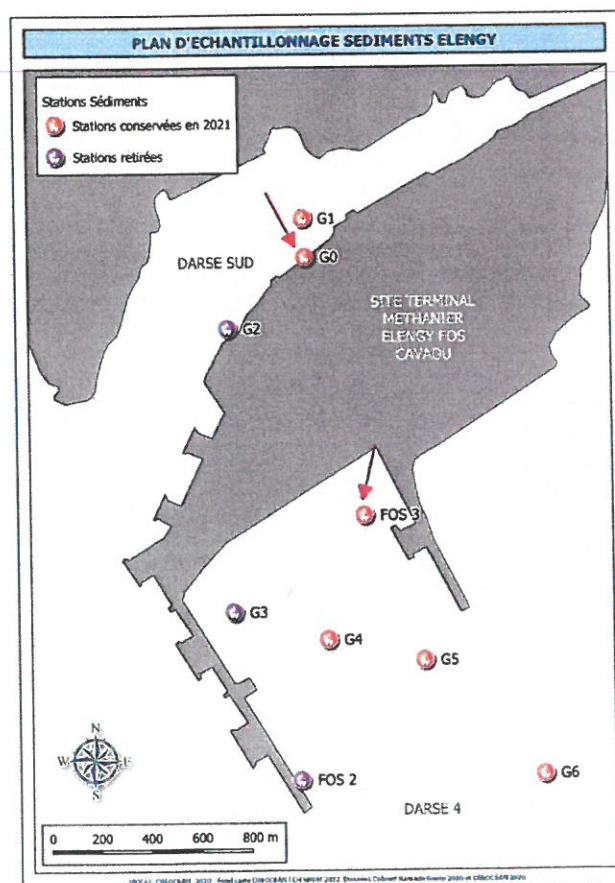 PLAN D'ECHANTILLONNAGE SEDIMENTS ELENGY
Stations Sédiments
Stations conservées en 2021
Stations retirées
G1
G0
DARSE SUD
G2
SITE TERMINAL
METHANIER
ELENGY FOS
CAVAOU
FOS 3
G3
G4
G5
N
W
E
S
FOS 2
G6
DARSE 4
0 200 400 600 800 m